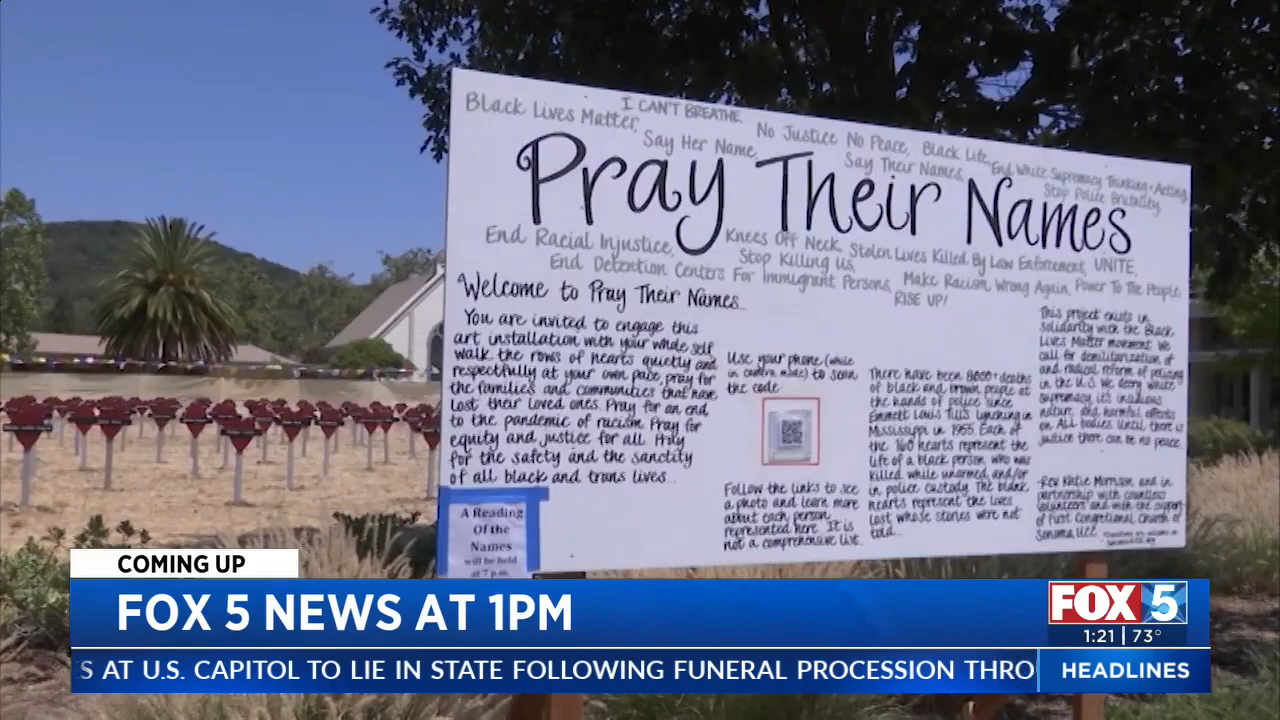 I CAN'T BREATHE,
Black Lives Matter,
No Justice No Peace, Black Life,
Say Her Name,
Say Their Names
End White Supremacy Thinking + Acting
Stop Police Brutality
Pray Their Names
End Racial Injustice,
Knees Off Neck, Stolen Lives Killed By Law Enforcement, UNITE,
Stop Killing Us,
End Detention Centers For Immigrant Persons, Make Racism Wrong Again, Power To The People,
RISE UP!
Welcome to Pray Their Names...
You are invited to engage this
art installation with your whole self
walk the rows of hearts quietly and
respectfully at your own pace, pray for
the families and communities that have
lost their loved ones. Pray for an end
to the pandemic of racism. Pray for
equity and justice for all. Pray
for the safety and the sanctity
of all black and trans lives...
Use your phone (while
in camera mode) to scan
the code
Follow the links to see
a photo and learn more
about each person
represented here. It is
not a comprehensive list.
There have been 8000+ deaths
of black and brown people at
the hands of police since
Emmett Louis Till's lynching in
Mississippi in 1955. Each of
the 160 hearts represent the
life of a black person who was
killed while unarmed, and/or
in police custody. The blank
hearts represent the lives
lost whose stories were not
told...
This project exists in
solidarity with the Black
Lives Matter movement. We
call for demilitarization of
and radical reform of policing
in the U.S. We decry white
supremacy, it's insidious
nature, and harmful effects
on ALL bodies. Until there is
justice there can be no peace.
-Rev Katie Morrison and in
partnership with countless
volunteers and with the support
of First Congretional Church of
Sonoma, UCC
A Reading
Of the
Names
will be held
at 7 p.m.
COMING UP
FOX 5 NEWS AT 1PM
FOX 5
1:21 | 73°
S AT U.S. CAPITOL TO LIE IN STATE FOLLOWING FUNERAL PROCESSION THRO
HEADLINES